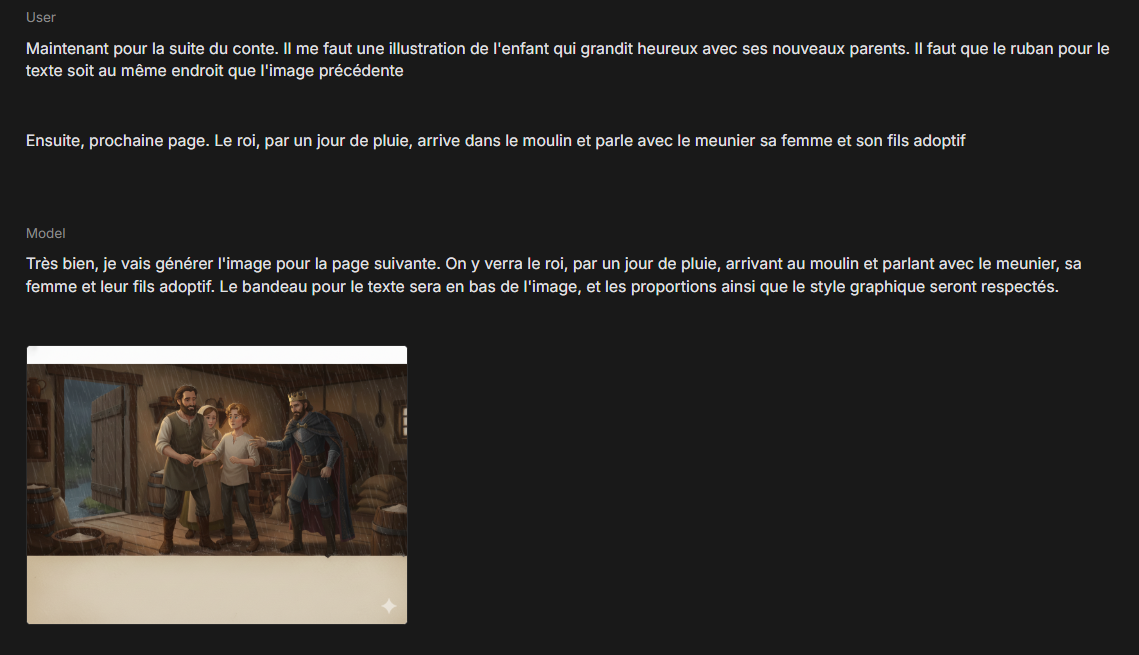 User
Maintenant pour la suite du conte. Il me faut une illustration de l'enfant qui grandit heureux avec ses nouveaux parents. Il faut que le ruban pour le
texte soit au même endroit que l'image précédente
Ensuite, prochaine page. Le roi, par un jour de pluie, arrive dans le moulin et parle avec le meunier sa femme et son fils adoptif
Model
Très bien, je vais générer l'image pour la page suivante. On y verra le roi, par un jour de pluie, arrivant au moulin et parlant avec le meunier, sa
femme et leur fils adoptif. Le bandeau pour le texte sera en bas de l'image, et les proportions ainsi que le style graphique seront respectés.